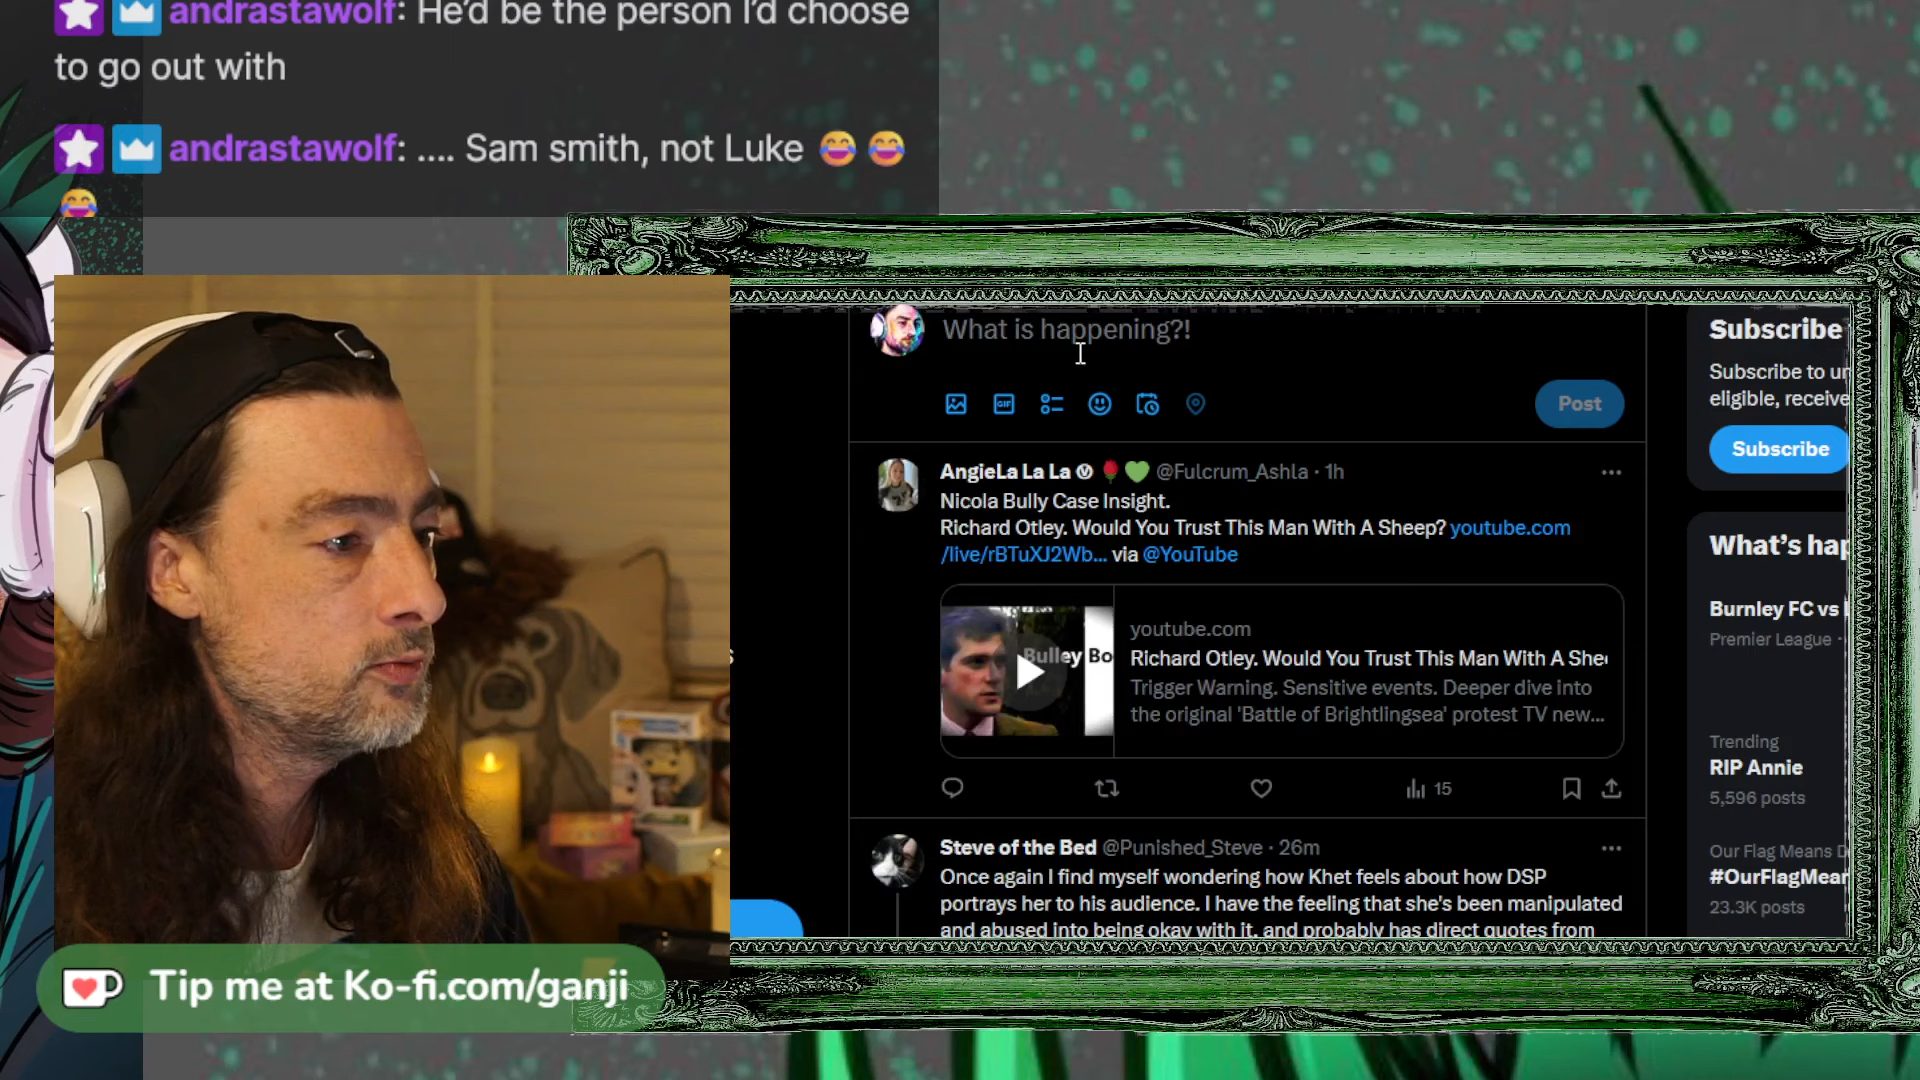 andrastawolf: He'd be the person I'd choose
to go out with
andrastawolf: .... Sam smith, not Luke 😂 😂
😂
What is happening?!
GIF
Post
AngieLa La La Ⓥ 🌹💚 @Fulcrum_Ashla · 1h
Nicola Bully Case Insight.
Richard Otley. Would You Trust This Man With A Sheep? youtube.com
/live/rBTuXJ2Wb... via @YouTube
Bulley Bo
youtube.com
Richard Otley. Would You Trust This Man With A She
Trigger Warning. Sensitive events. Deeper dive into
the original 'Battle of Brightlingsea' protest TV new...
15
Steve of the Bed @Punished_Steve · 26m
Once again I find myself wondering how Khet feels about how DSP
portrays her to his audience. I have the feeling that she's been manipulated
and abused into being okay with it, and probably has direct quotes from
Subscribe
Subscribe to un
eligible, receive
Subscribe
What's hap
Burnley FC vs
Premier League ·
Trending
RIP Annie
5,596 posts
Our Flag Means D
#OurFlagMean
23.3K posts
Tip me at Ko-fi.com/ganji